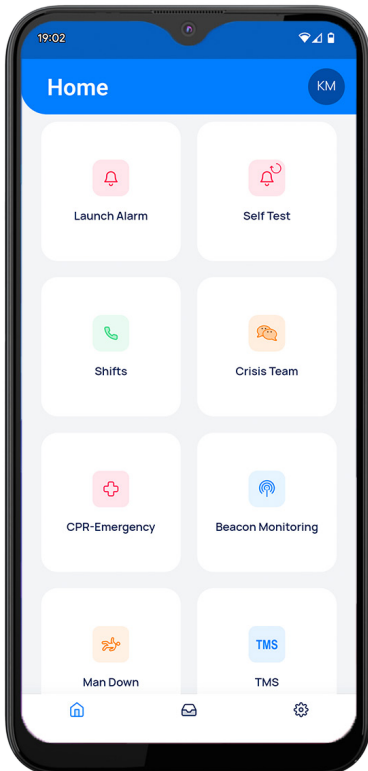 19:02
Home
KM
Launch Alarm
Self Test
Shifts
Crisis Team
CPR-Emergency
Beacon Monitoring
TMS
Man Down
TMS